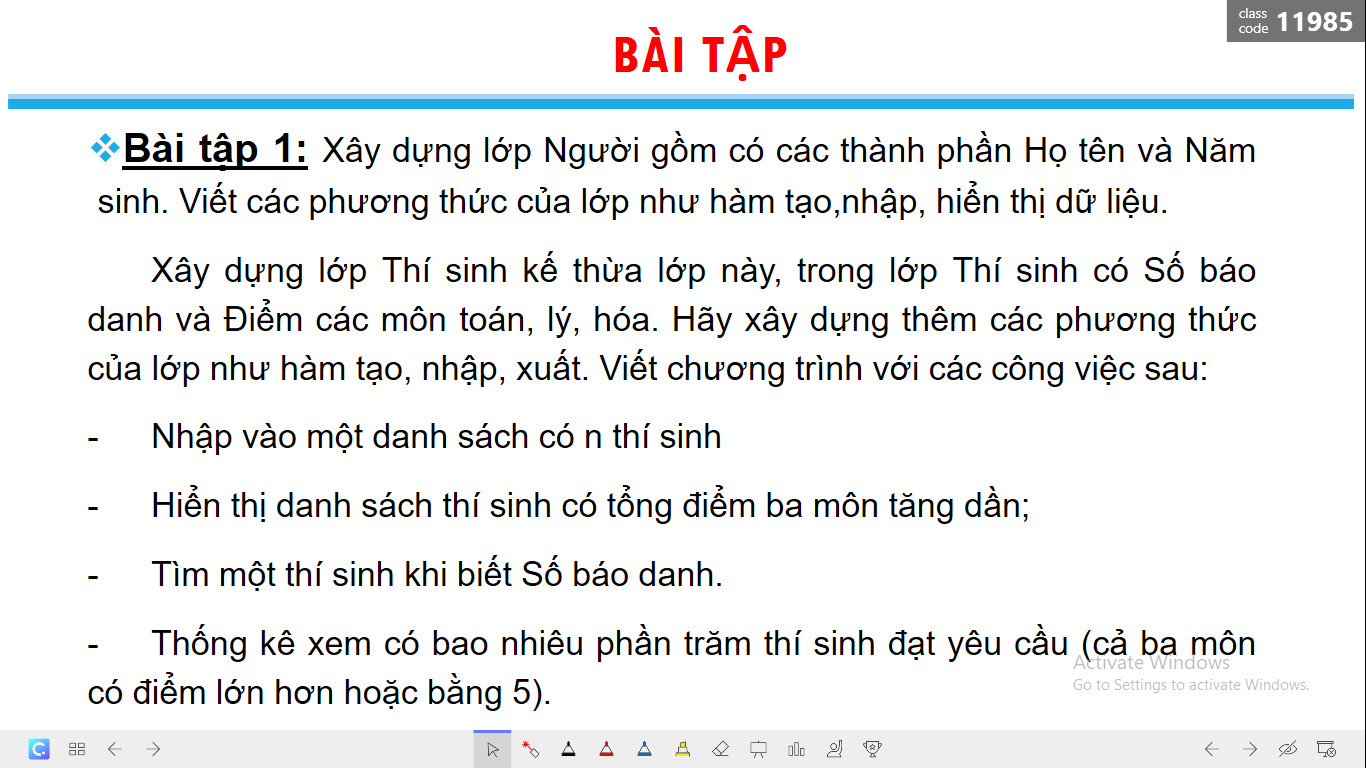 class
code 11985
BÀI TẬP
❖Bài tập 1: Xây dựng lớp Người gồm có các thành phần Họ tên và Năm
sinh. Viết các phương thức của lớp như hàm tạo,nhập, hiển thị dữ liệu.
Xây dựng lớp Thí sinh kế thừa lớp này, trong lớp Thí sinh có Số báo
danh và Điểm các môn toán, lý, hóa. Hãy xây dựng thêm các phương thức
của lớp như hàm tạo, nhập, xuất. Viết chương trình với các công việc sau:
- Nhập vào một danh sách có n thí sinh
- Hiển thị danh sách thí sinh có tổng điểm ba môn tăng dần;
- Tìm một thí sinh khi biết Số báo danh.
- Thống kê xem có bao nhiêu phần trăm thí sinh đạt yêu cầu (cả ba môn
có điểm lớn hơn hoặc bằng 5).
Activate Windows
Go to Settings to activate Windows.